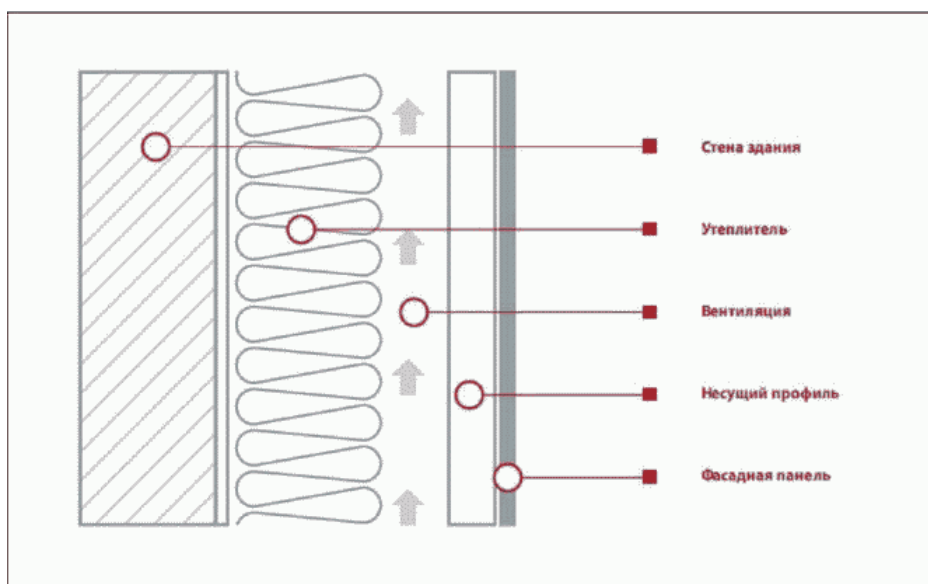 Стена здания
Утеплитель
Вентиляция
Несущий профиль
Фасадная панель